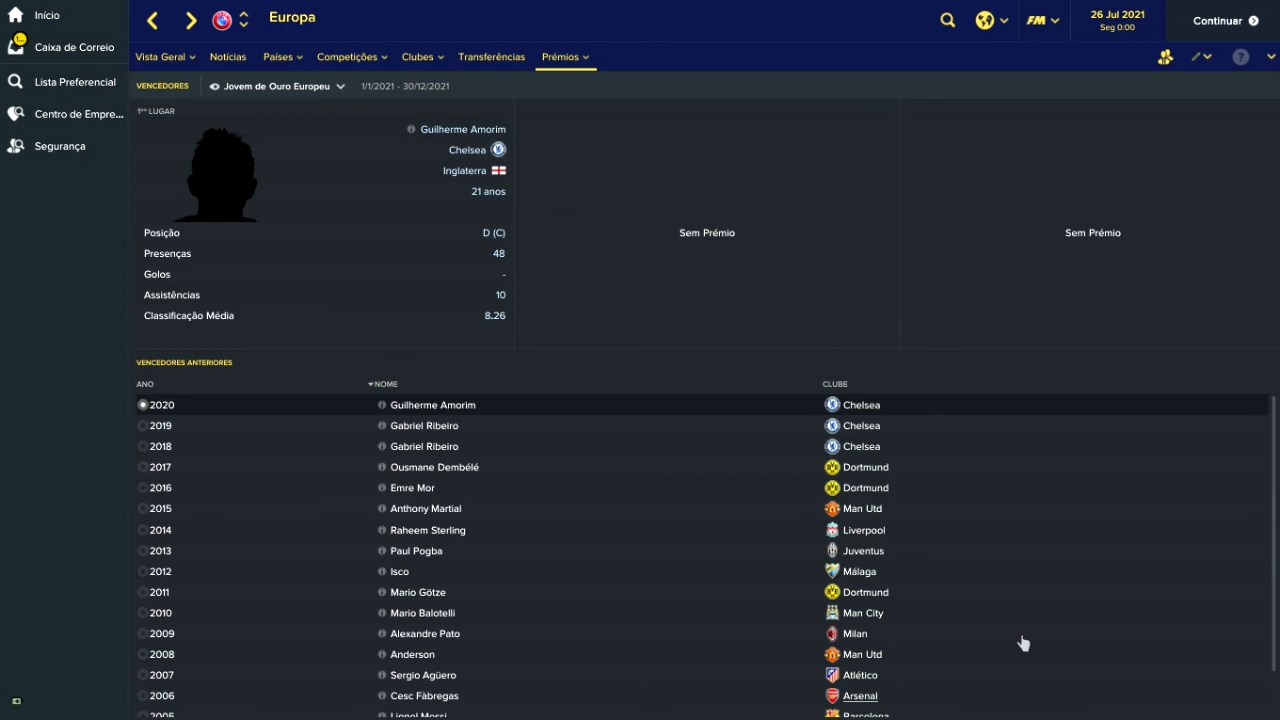 Início
Caixa de Correio
Lista Preferencial
Centro de Empre...
Segurança
Europa
FM
26 Jul 2021
Seg 0:00
Continuar
Vista Geral
Notícias
Países
Competições
Clubes
Transferências
Prémios
VENCEDORES
Jovem de Ouro Europeu
1/1/2021 - 30/12/2021
1º LUGAR
Guilherme Amorim
Chelsea
Inglaterra
21 anos
Posição D (C)
Presenças 48
Golos -
Assistências 10
Classificação Média 8.26
Sem Prémio
Sem Prémio
VENCEDORES ANTERIORES
ANO NOME CLUBE
2020 Guilherme Amorim Chelsea
2019 Gabriel Ribeiro Chelsea
2018 Gabriel Ribeiro Chelsea
2017 Ousmane Dembélé Dortmund
2016 Emre Mor Dortmund
2015 Anthony Martial Man Utd
2014 Raheem Sterling Liverpool
2013 Paul Pogba Juventus
2012 Isco Málaga
2011 Mario Götze Dortmund
2010 Mario Balotelli Man City
2009 Alexandre Pato Milan
2008 Anderson Man Utd
2007 Sergio Agüero Atlético
2006 Cesc Fàbregas Arsenal
2005 Lionel Messi Barcelona